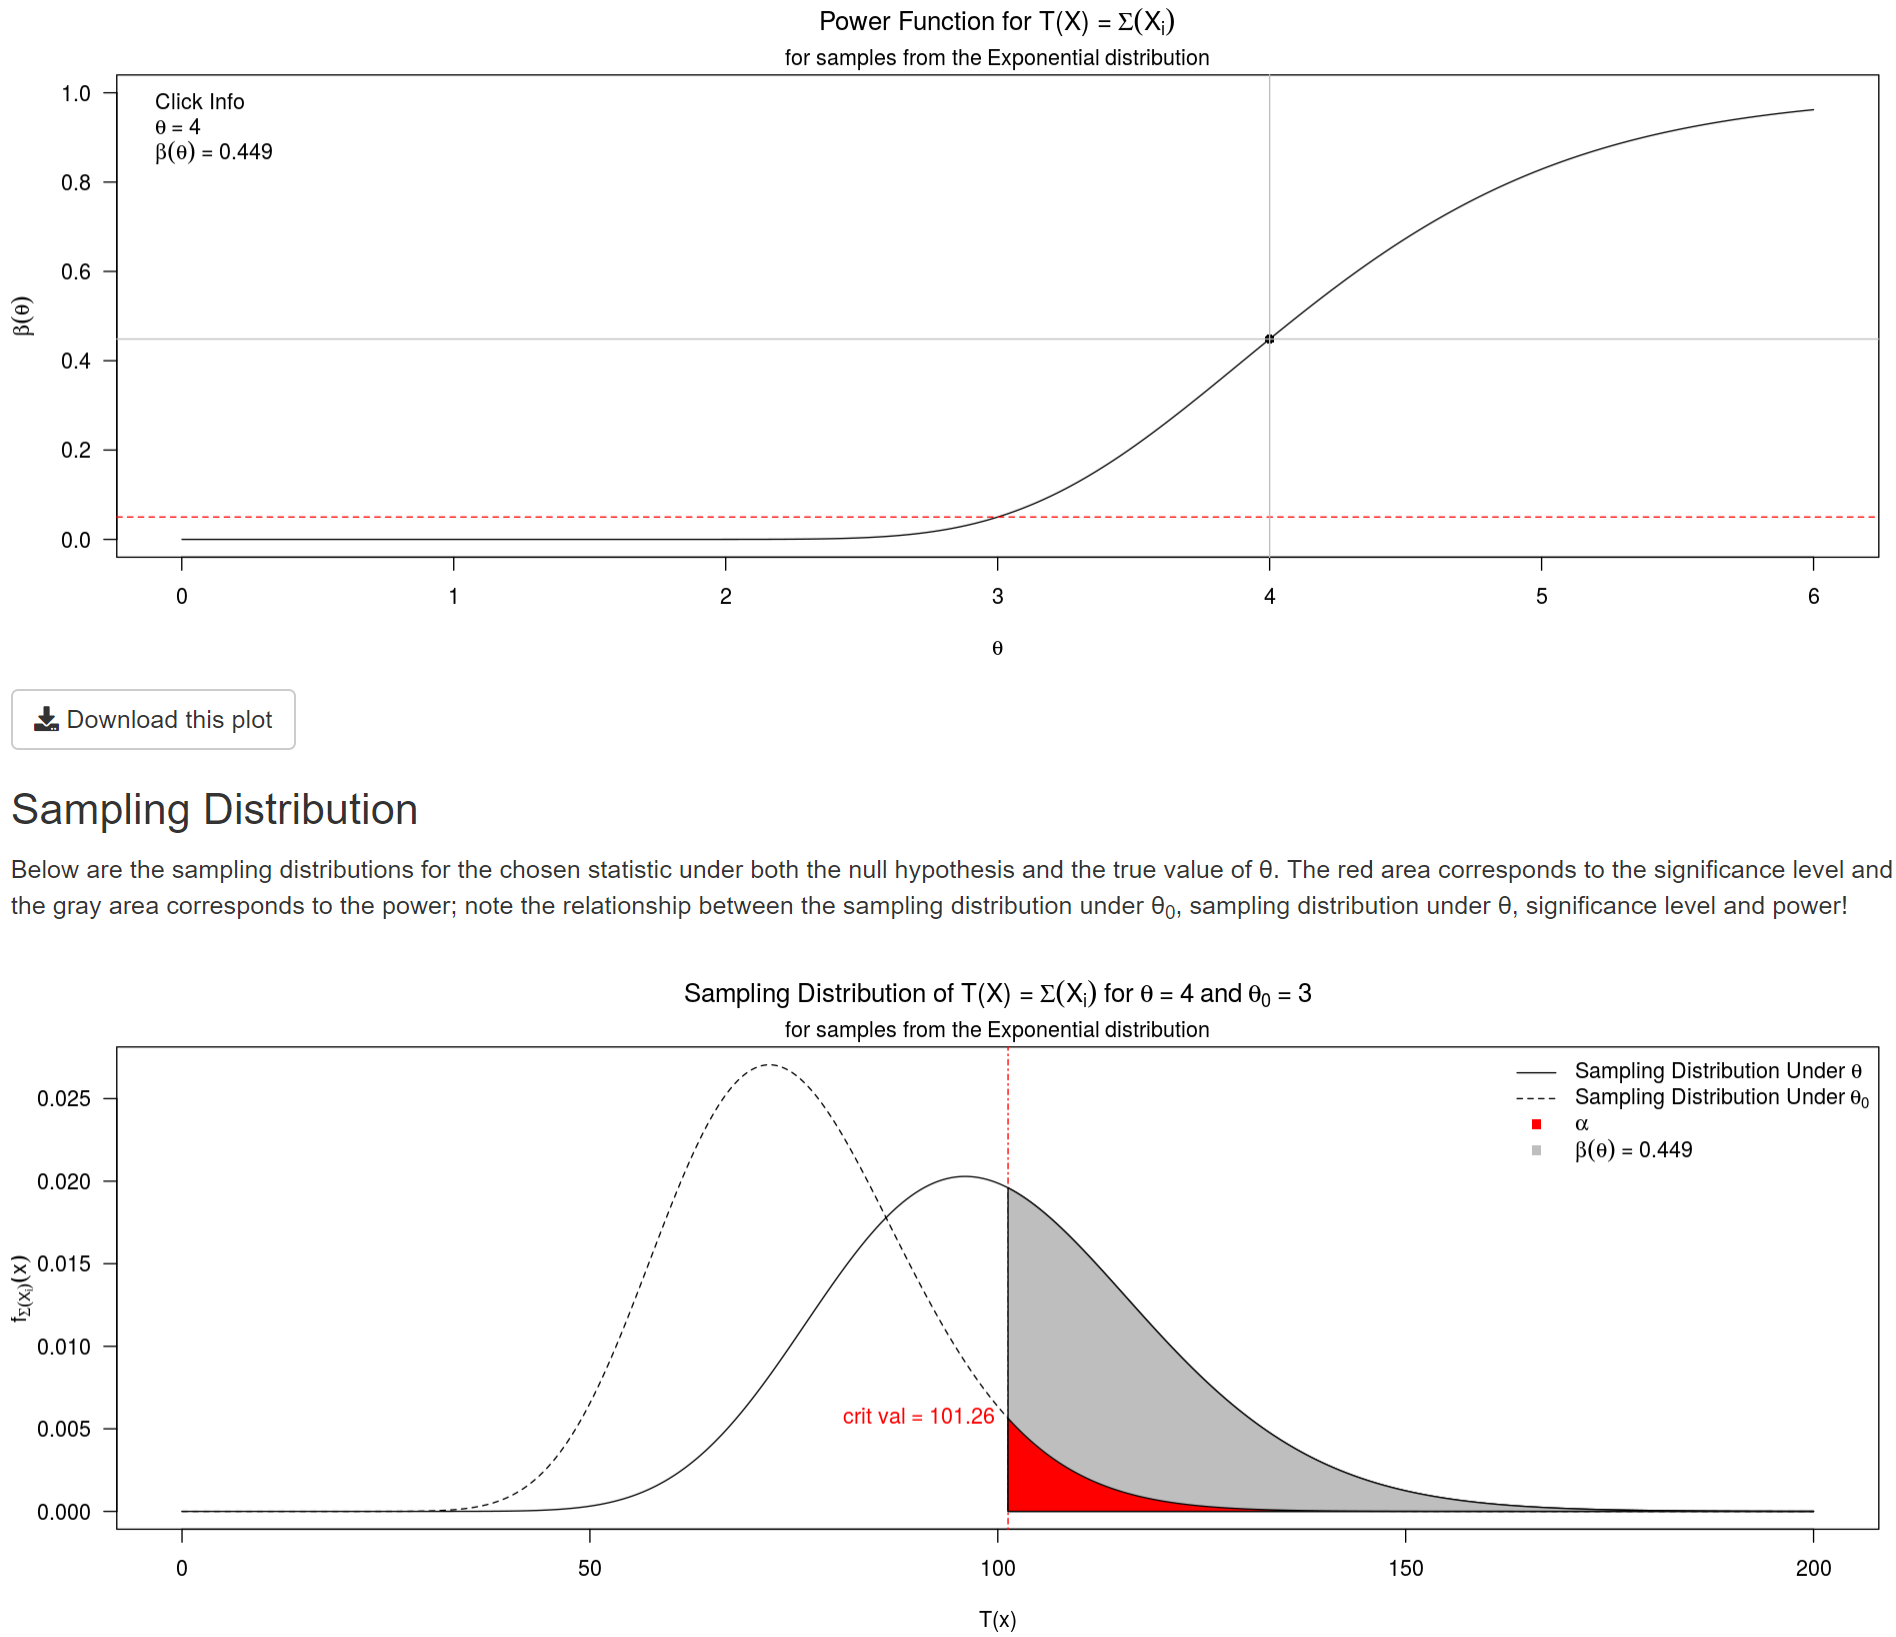 Power Function for T(X) = Σ(Xᵢ)
for samples from the Exponential distribution
Click Info
θ = 4
β(θ) = 0.449
1.0
0.8
0.6
0.4
0.2
0.0
β(θ)
0 1 2 3 4 5 6
θ
Download this plot
Sampling Distribution
Below are the sampling distributions for the chosen statistic under both the null hypothesis and the true value of θ. The red area corresponds to the significance level and
the gray area corresponds to the power; note the relationship between the sampling distribution under θ₀, sampling distribution under θ, significance level and power!
Sampling Distribution of T(X) = Σ(Xᵢ) for θ = 4 and θ₀ = 3
for samples from the Exponential distribution
Sampling Distribution Under θ
Sampling Distribution Under θ₀
α
β(θ) = 0.449
0.025
0.020
0.015
0.010
0.005
0.000
f_Σ(Xᵢ)(x)
crit val = 101.26
0 50 100 150 200
T(x)